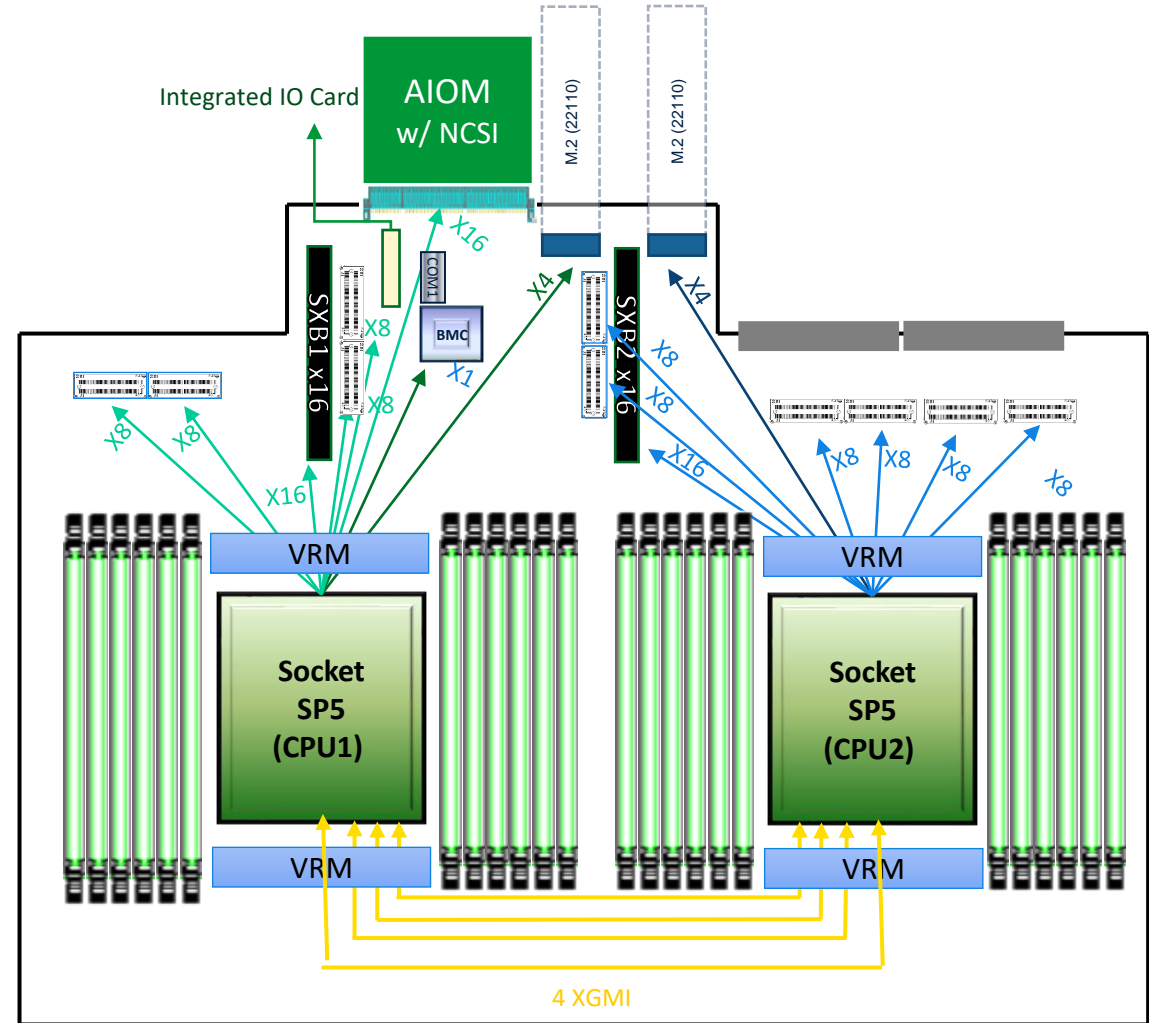 AIOM
w/ NCSI
Integrated IO Card
M.2 (22110)
M.2 (22110)
X16
COM1
BMC
X1
X4
X4
SXB1 x16
SXB2 x16
X8
X8
X8
X8
X8
X8
X16
X16
X8
X8
X8
X8
VRM
VRM
Socket
SP5
(CPU1)
Socket
SP5
(CPU2)
VRM
VRM
4 XGMI